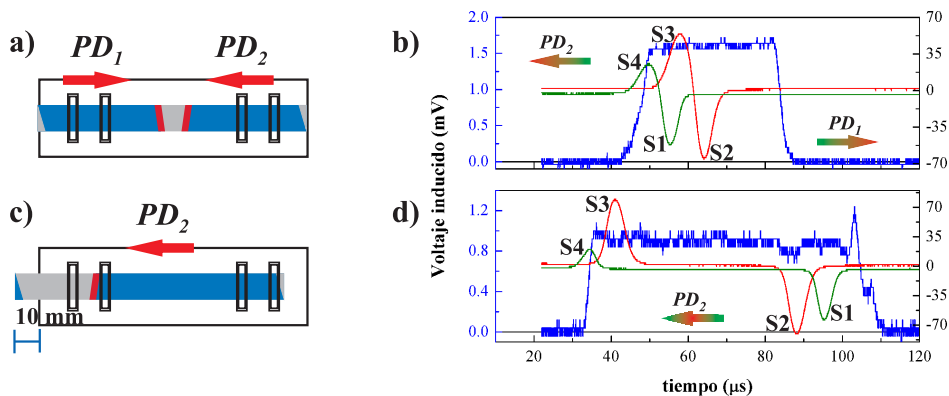 a)
PD1
PD2
b)
2.0
1.5
1.0
0.5
0.0
PD2
S3
S4
S1
S2
PD1
70
35
0
-35
-70
Voltaje inducido (mV)
c)
PD2
10 mm
d)
1.2
0.8
0.4
0.0
S3
S4
PD2
S2
S1
70
35
0
-35
-70
20
40
60
80
100
120
tiempo (µs)